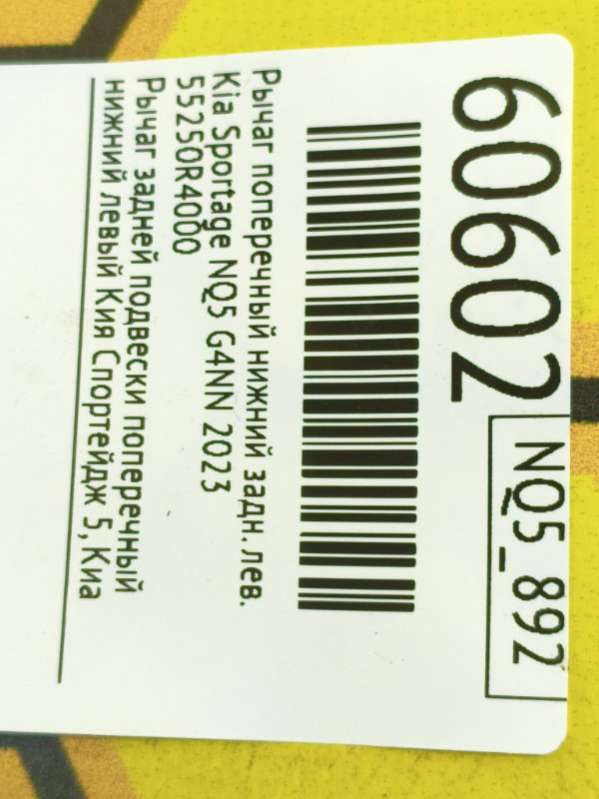 60602
NQ5_892
Рычаг поперечный нижний задн. лев.
Kia Sportage NQ5 G4NN 2023
55250R4000
Рычаг задней подвески поперечный
нижний левый Кия Спортейдж 5, Киа